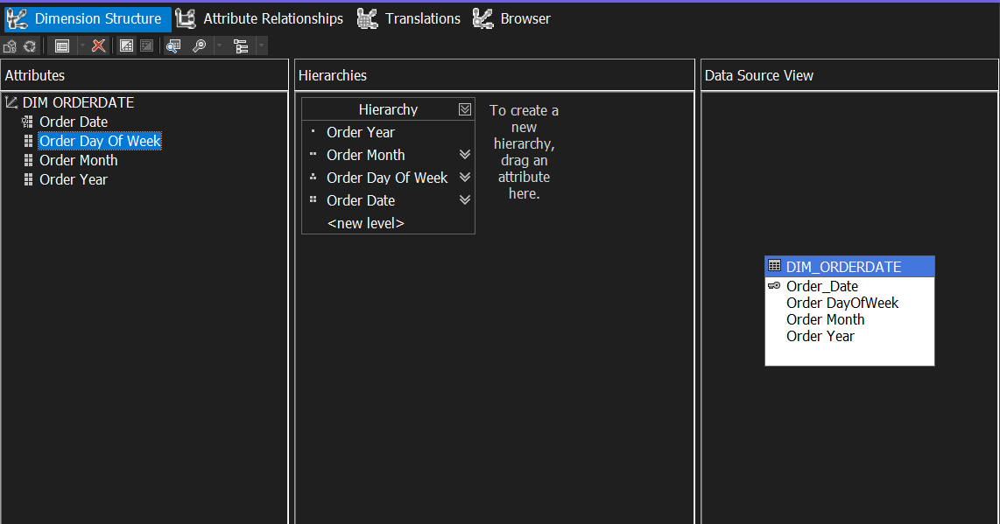 Dimension Structure
Attribute Relationships
Translations
Browser
Attributes
DIM ORDERDATE
Order Date
Order Day Of Week
Order Month
Order Year
Hierarchies
Hierarchy
Order Year
Order Month
Order Day Of Week
Order Date
<new level>
To create a
new
hierarchy,
drag an
attribute
here.
Data Source View
DIM_ORDERDATE
Order_Date
Order DayOfWeek
Order Month
Order Year